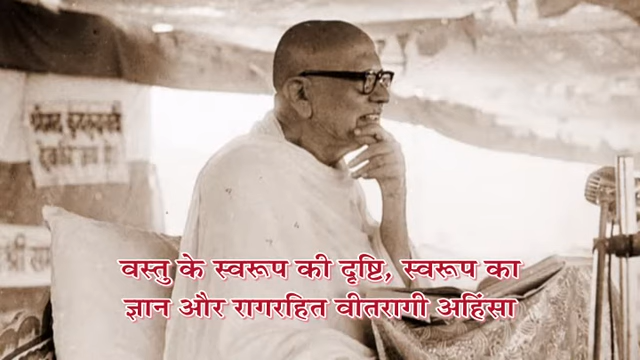 वस्तु के स्वरूप की दृष्टि, स्वरूप का
ज्ञान और रागरहित वीतरागी अहिंसा